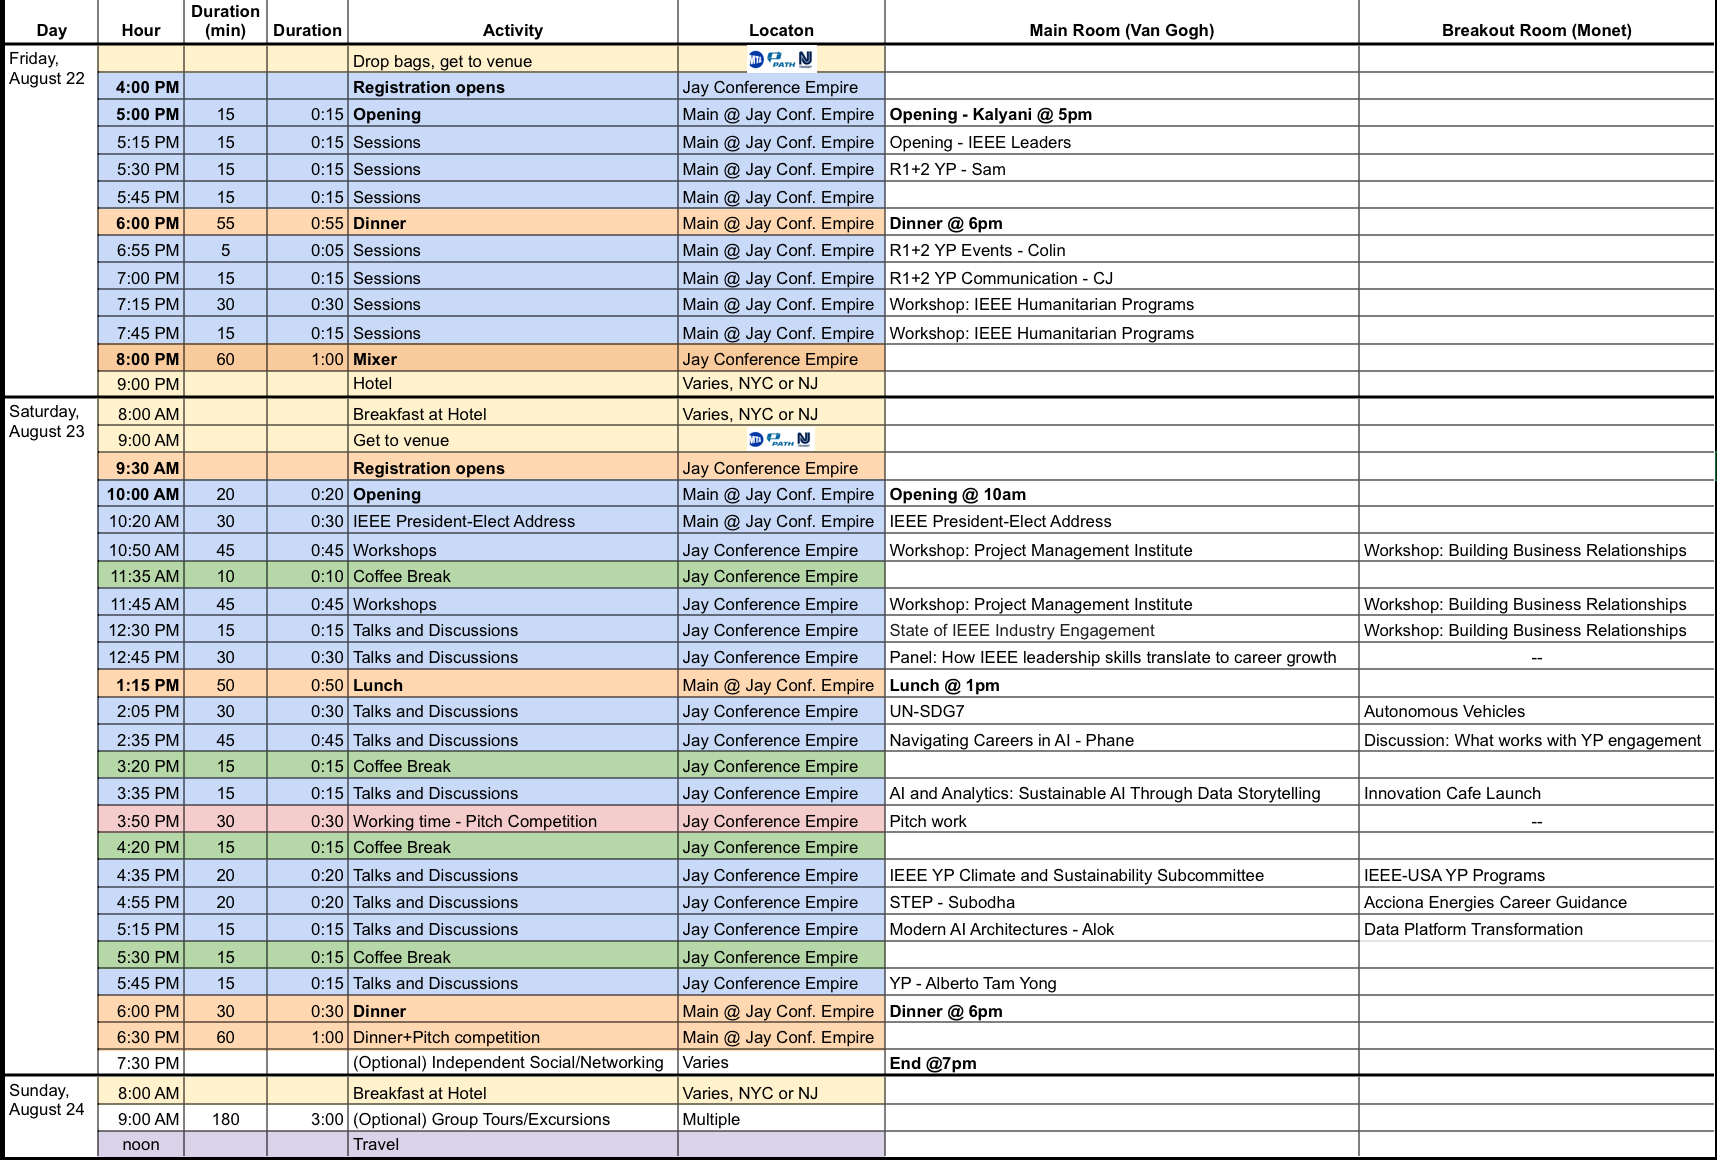 Day Hour Duration (min) Duration Activity Locaton Main Room (Van Gogh) Breakout Room (Monet)
Friday, August 22
Drop bags, get to venue MTA PATH
4:00 PM Registration opens Jay Conference Empire
5:00 PM 15 0:15 Opening Main @ Jay Conf. Empire Opening - Kalyani @ 5pm
5:15 PM 15 0:15 Sessions Main @ Jay Conf. Empire Opening - IEEE Leaders
5:30 PM 15 0:15 Sessions Main @ Jay Conf. Empire R1+2 YP - Sam
5:45 PM 15 0:15 Sessions Main @ Jay Conf. Empire
6:00 PM 55 0:55 Dinner Main @ Jay Conf. Empire Dinner @ 6pm
6:55 PM 5 0:05 Sessions Main @ Jay Conf. Empire R1+2 YP Events - Colin
7:00 PM 15 0:15 Sessions Main @ Jay Conf. Empire R1+2 YP Communication - CJ
7:15 PM 30 0:30 Sessions Main @ Jay Conf. Empire Workshop: IEEE Humanitarian Programs
7:45 PM 15 0:15 Sessions Main @ Jay Conf. Empire Workshop: IEEE Humanitarian Programs
8:00 PM 60 1:00 Mixer Jay Conference Empire
9:00 PM Hotel Varies, NYC or NJ
Saturday, August 23
8:00 AM Breakfast at Hotel Varies, NYC or NJ
9:00 AM Get to venue MTA PATH
9:30 AM Registration opens Jay Conference Empire
10:00 AM 20 0:20 Opening Main @ Jay Conf. Empire Opening @ 10am
10:20 AM 30 0:30 IEEE President-Elect Address Main @ Jay Conf. Empire IEEE President-Elect Address
10:50 AM 45 0:45 Workshops Jay Conference Empire Workshop: Project Management Institute Workshop: Building Business Relationships
11:35 AM 10 0:10 Coffee Break Jay Conference Empire
11:45 AM 45 0:45 Workshops Jay Conference Empire Workshop: Project Management Institute Workshop: Building Business Relationships
12:30 PM 15 0:15 Talks and Discussions Jay Conference Empire State of IEEE Industry Engagement Workshop: Building Business Relationships
12:45 PM 30 0:30 Talks and Discussions Jay Conference Empire Panel: How IEEE leadership skills translate to career growth --
1:15 PM 50 0:50 Lunch Main @ Jay Conf. Empire Lunch @ 1pm
2:05 PM 30 0:30 Talks and Discussions Jay Conference Empire UN-SDG7 Autonomous Vehicles
2:35 PM 45 0:45 Talks and Discussions Jay Conference Empire Navigating Careers in AI - Phane Discussion: What works with YP engagement
3:20 PM 15 0:15 Coffee Break Jay Conference Empire
3:35 PM 15 0:15 Talks and Discussions Jay Conference Empire AI and Analytics: Sustainable AI Through Data Storytelling Innovation Cafe Launch
3:50 PM 30 0:30 Working time - Pitch Competition Jay Conference Empire Pitch work --
4:20 PM 15 0:15 Coffee Break Jay Conference Empire
4:35 PM 20 0:20 Talks and Discussions Jay Conference Empire IEEE YP Climate and Sustainability Subcommittee IEEE-USA YP Programs
4:55 PM 20 0:20 Talks and Discussions Jay Conference Empire STEP - Subodha Acciona Energies Career Guidance
5:15 PM 15 0:15 Talks and Discussions Jay Conference Empire Modern AI Architectures - Alok Data Platform Transformation
5:30 PM 15 0:15 Coffee Break Jay Conference Empire
5:45 PM 15 0:15 Talks and Discussions Jay Conference Empire YP - Alberto Tam Yong
6:00 PM 30 0:30 Dinner Main @ Jay Conf. Empire Dinner @ 6pm
6:30 PM 60 1:00 Dinner+Pitch competition Main @ Jay Conf. Empire
7:30 PM (Optional) Independent Social/Networking Varies End @7pm
Sunday, August 24
8:00 AM Breakfast at Hotel Varies, NYC or NJ
9:00 AM 180 3:00 (Optional) Group Tours/Excursions Multiple
noon Travel